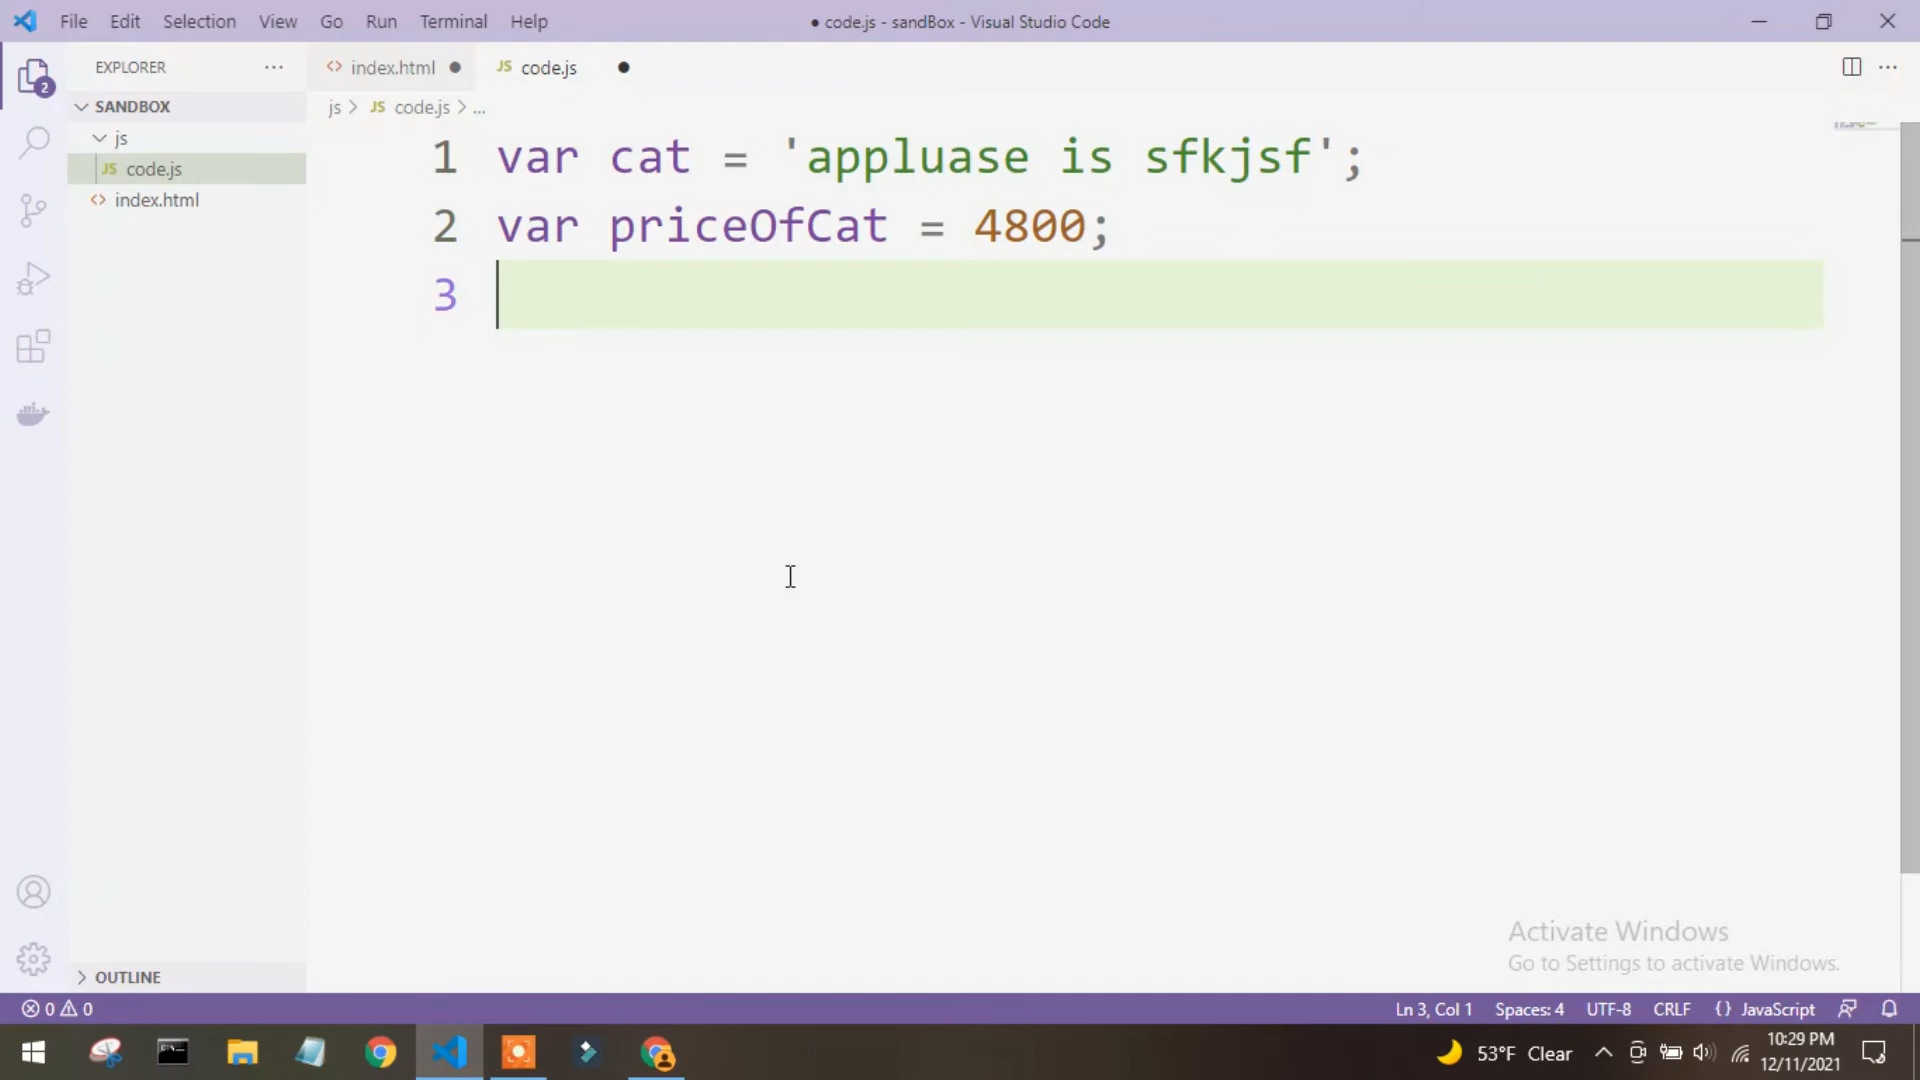 File Edit Selection View Go Run Terminal Help ● code.js - sandBox - Visual Studio Code
EXPLORER ··· <> index.html ● JS code.js ● ···
2
SANDBOX
js > JS code.js > ...
js
JS code.js
<> index.html
1 var cat = 'appluase is sfkjsf';
2 var priceOfCat = 4800;
3
Activate Windows
Go to Settings to activate Windows.
> OUTLINE
0 0 Ln 3, Col 1 Spaces: 4 UTF-8 CRLF {} JavaScript
53°F Clear 10:29 PM
12/11/2021